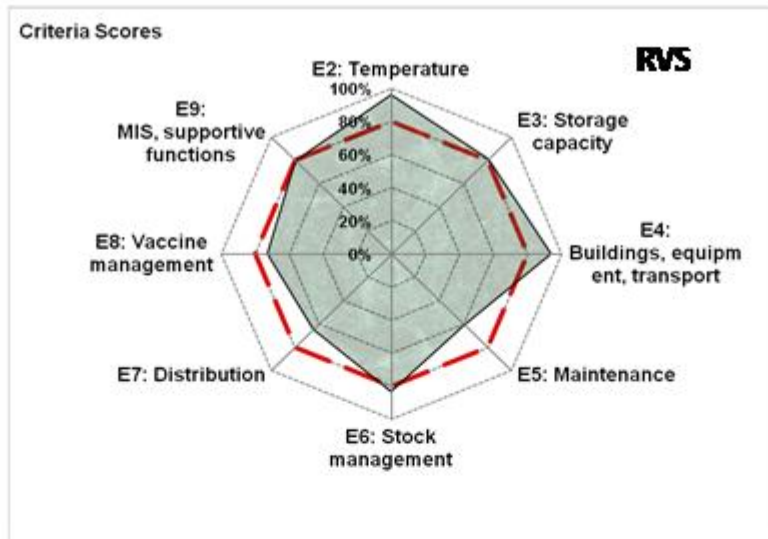 Criteria Scores
RVS
E2: Temperature
100%
80%
60%
40%
20%
0%
E3: Storage
capacity
E4:
Buildings, equipm
ent, transport
E5: Maintenance
E6: Stock
management
E7: Distribution
E8: Vaccine
management
E9:
MIS, supportive
functions